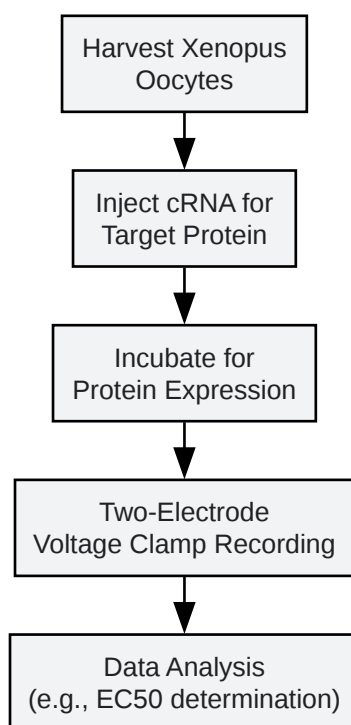 Harvest Xenopus
Oocytes
Inject cRNA for
Target Protein
Incubate for
Protein Expression
Two-Electrode
Voltage Clamp Recording
Data Analysis
(e.g., EC50 determination)